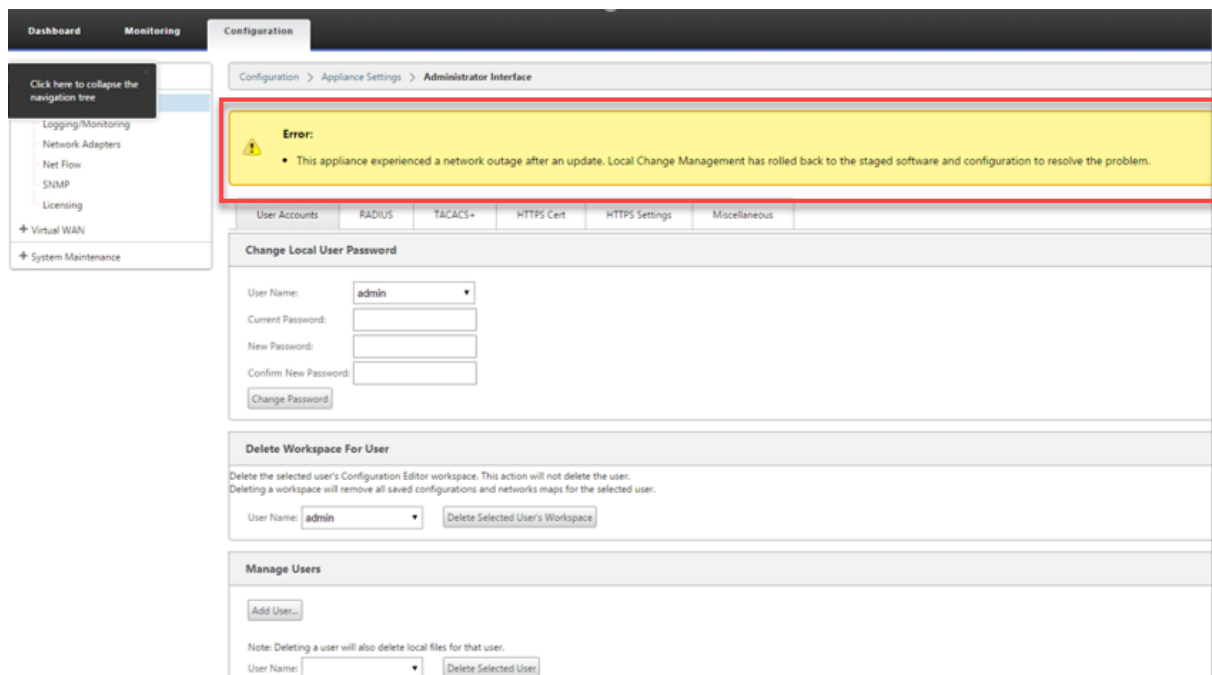 Dashboard Monitoring Configuration
Click here to collapse the
navigation tree
Configuration > Appliance Settings > Administrator Interface
Error:
• This appliance experienced a network outage after an update. Local Change Management has rolled back to the staged software and configuration to resolve the problem.
Logging/Monitoring
Network Adapters
Net Flow
SNMP
Licensing
+ Virtual WAN
+ System Maintenance
User Accounts RADIUS TACACS+ HTTPS Cert HTTPS Settings Miscellaneous
Change Local User Password
User Name: admin
Current Password:
New Password:
Confirm New Password:
Change Password
Delete Workspace For User
Delete the selected user's Configuration Editor workspace. This action will not delete the user.
Deleting a workspace will remove all saved configurations and networks maps for the selected user.
User Name: admin Delete Selected User's Workspace
Manage Users
Add User...
Note: Deleting a user will also delete local files for that user.
User Name: Delete Selected User